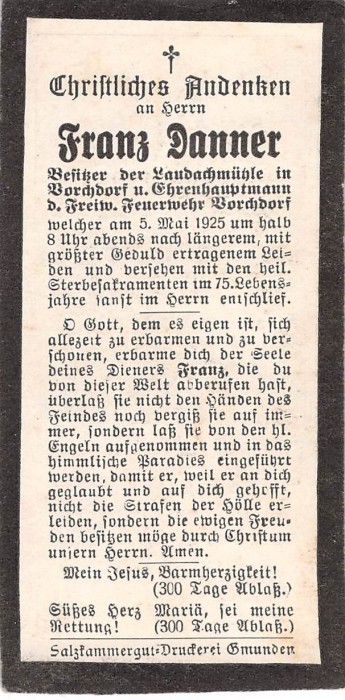 Christliches Andenken
an Herrn
Franz Danner
Besitzer der Laudachmühle in
Vorchdorf u. Ehrenhauptmann
d. Freiw. Feuerwehr Vorchdorf
welcher am 5. Mai 1925 um halb
8 Uhr abends nach längerem, mit
größter Geduld ertragenem Lei-
den und versehen mit den heil.
Sterbesakramenten im 75. Lebens-
jahre sanft im Herrn entschlief.
O Gott, dem es eigen ist, sich
allezeit zu erbarmen und zu ver-
schonen, erbarme dich der Seele
deines Dieners Franz, die du
von dieser Welt abberufen hast,
überlaß sie nicht den Händen des
Feindes noch vergiß sie auf im-
mer, sondern laß sie von den hl.
Engeln aufgenommen und in das
himmlische Paradies eingeführt
werden, damit er, weil er an dich
geglaubt und auf dich gehofft,
nicht die Strafen der Hölle er-
leiden, sondern die ewigen Freu-
den besitzen möge durch Christum
unsern Herrn. Amen.
Mein Jesus, Barmherzigkeit!
(300 Tage Ablaß.)
Süßes Herz Mariä, sei meine
Rettung! (300 Tage Ablaß.)
Salzkammergut-Druckerei Gmunden